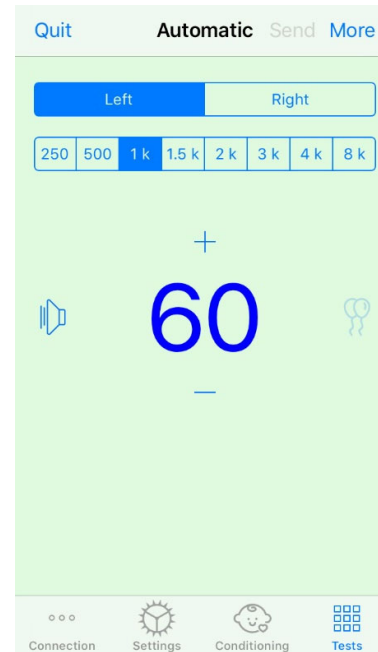 Quit Automatic Send More
Left Right
250 500 1 k 1.5 k 2 k 3 k 4 k 8 k
+
60
—
Connection Settings Conditioning Tests